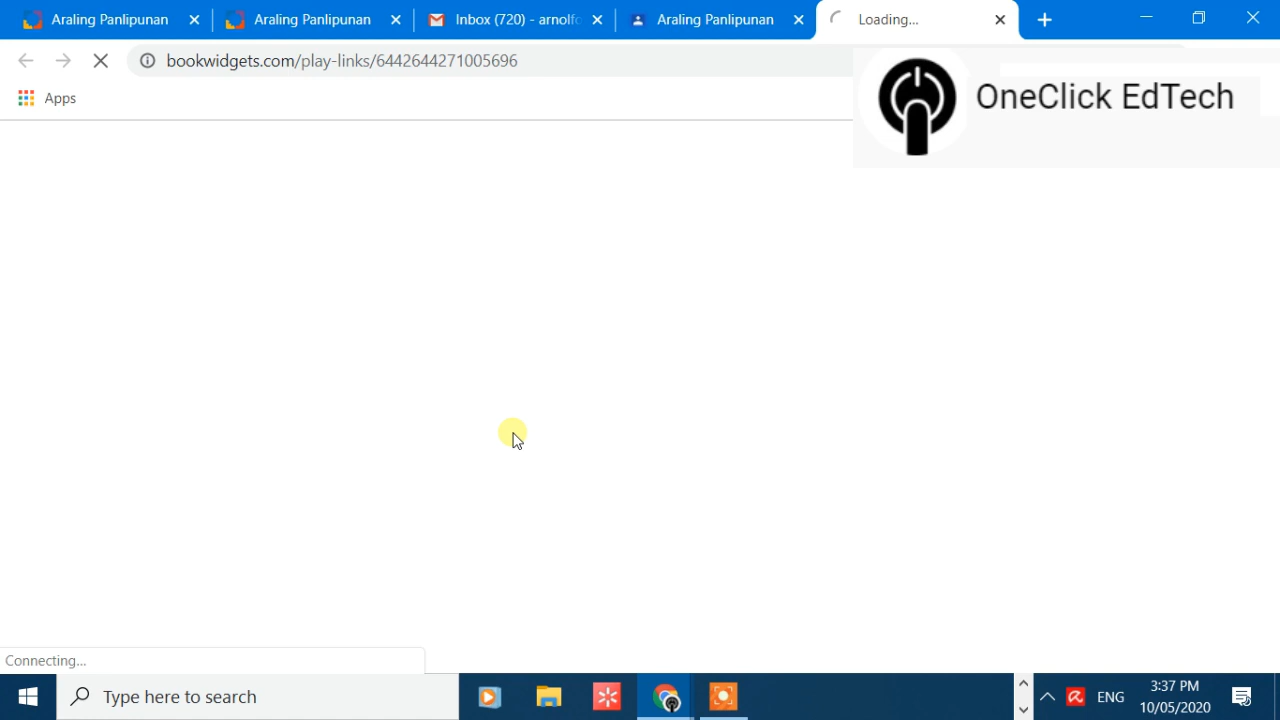 Araling Panlipunan
Araling Panlipunan
Inbox (720) - arnolfo
Araling Panlipunan
Loading...
bookwidgets.com/play-links/6442644271005696
Apps
OneClick EdTech
Connecting...
Type here to search
ENG
3:37 PM
10/05/2020